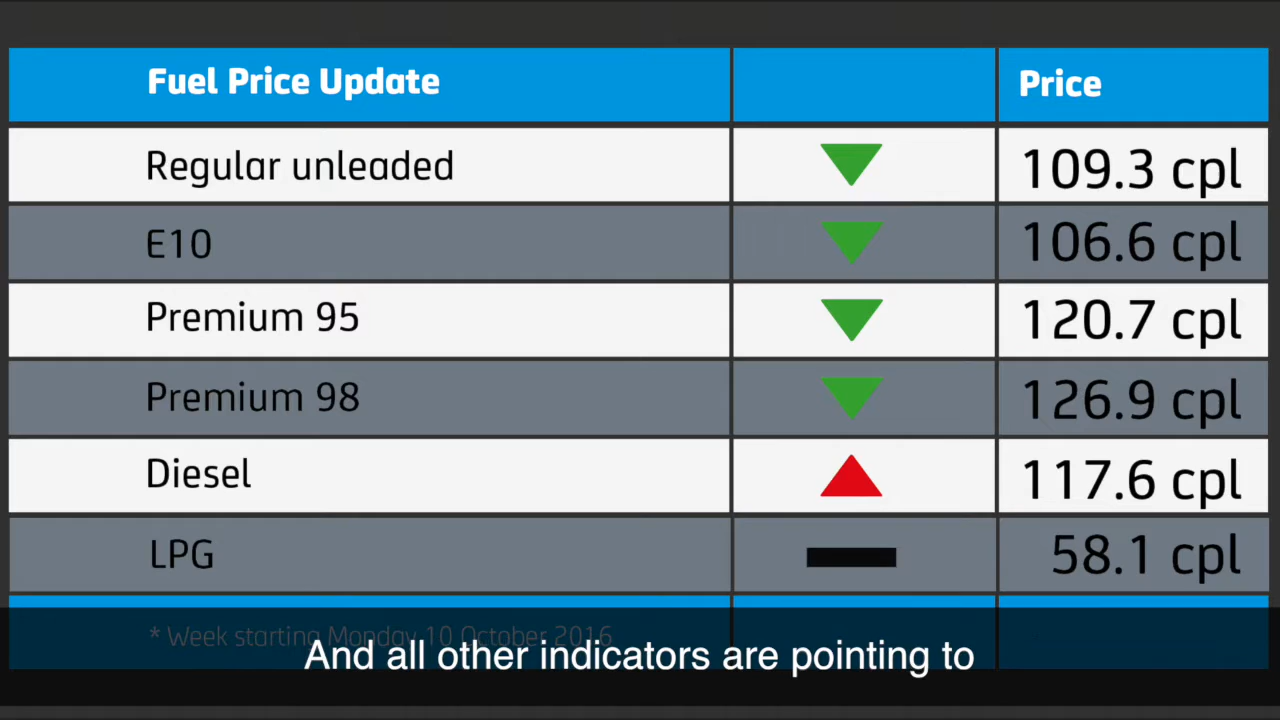 Fuel Price Update Price
Regular unleaded 109.3 cpl
E10 106.6 cpl
Premium 95 120.7 cpl
Premium 98 126.9 cpl
Diesel 117.6 cpl
LPG 58.1 cpl
* Week starting Monday 10 October 2016
And all other indicators are pointing to